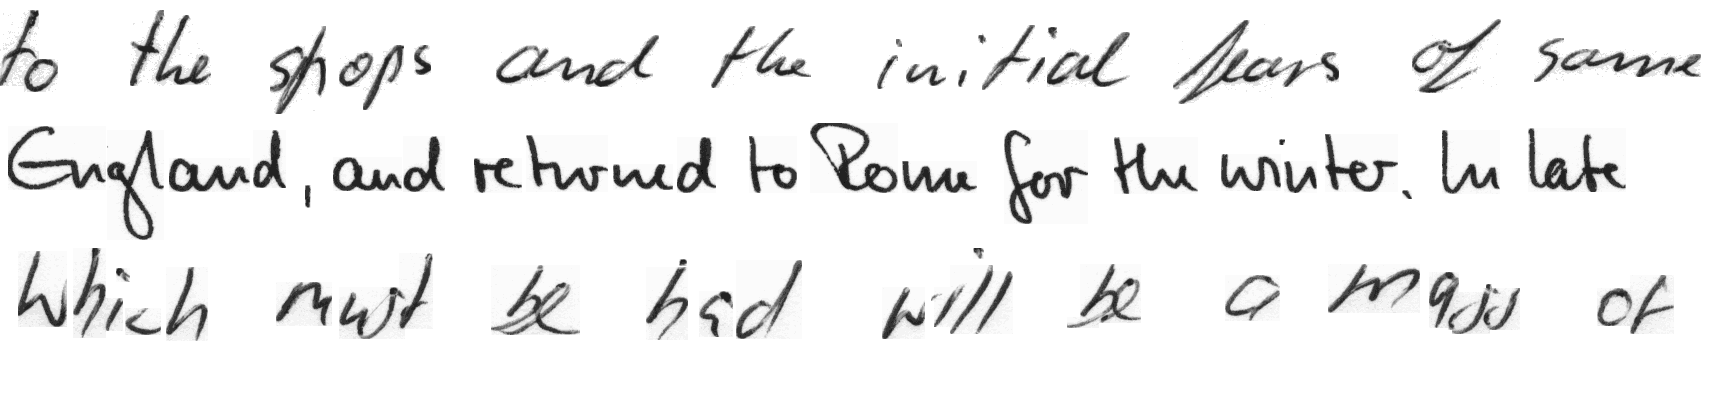 to the shops and the initial fears of some
England, and returned to Rome for the winter. In late
which must be had will be a mass of